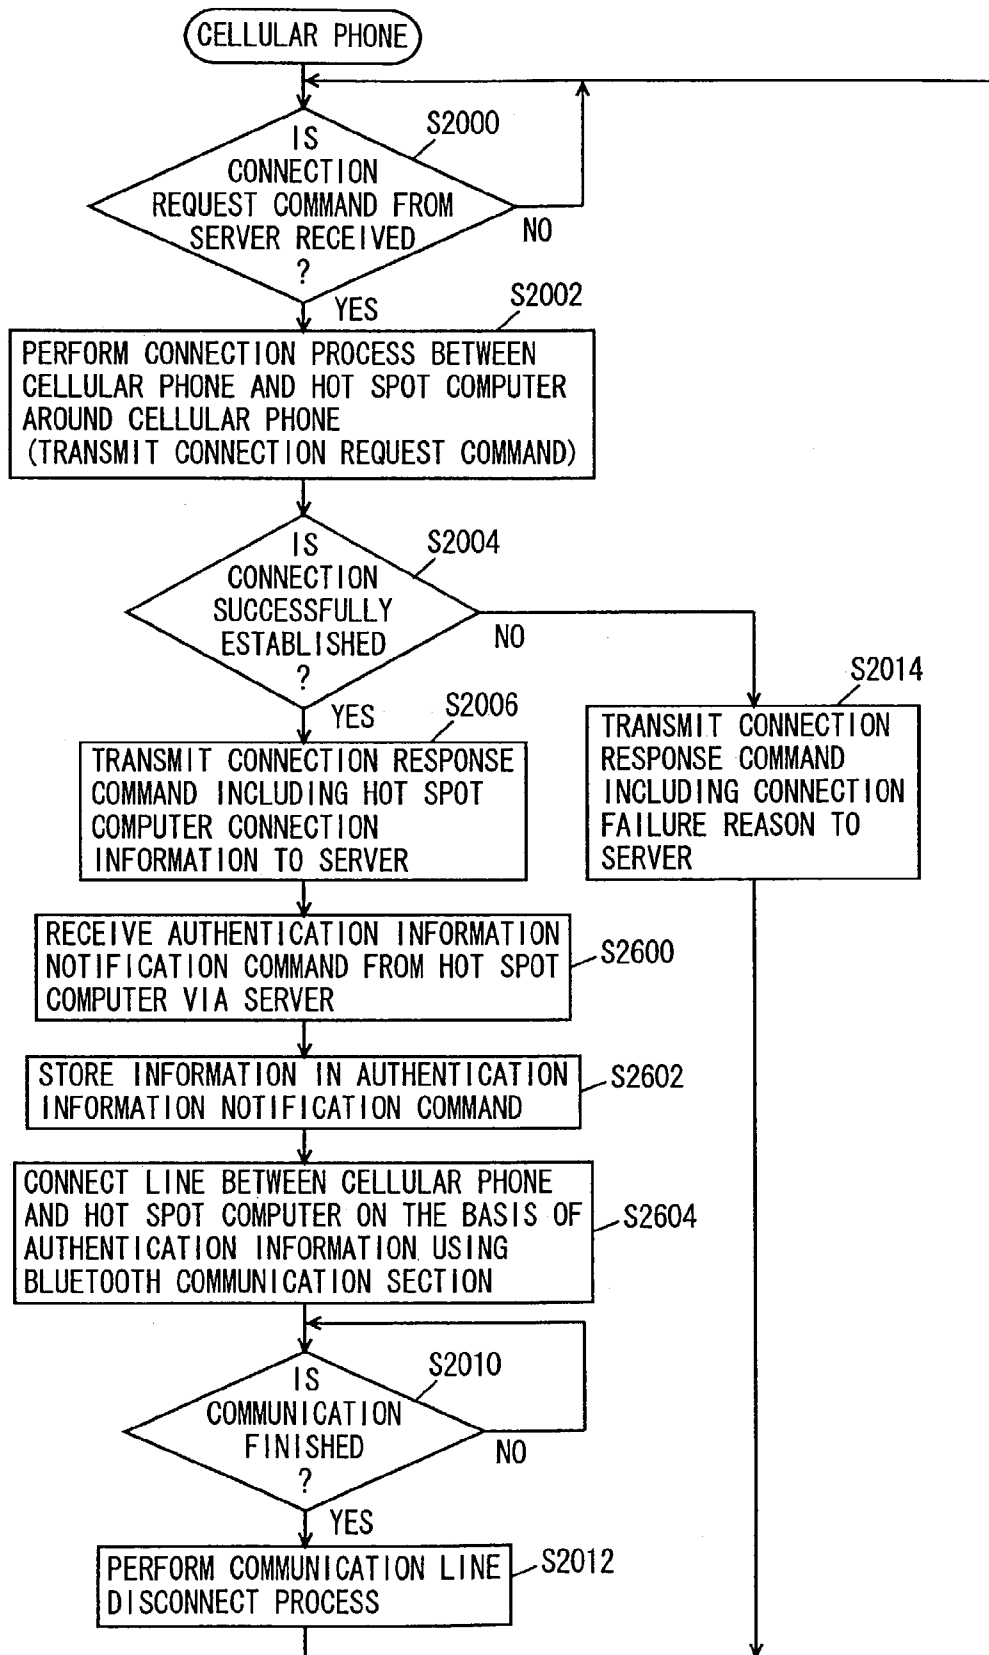 CELLULAR PHONE
S2000
IS
CONNECTION
REQUEST COMMAND FROM
SERVER RECEIVED
?
NO
YES
S2002
PERFORM CONNECTION PROCESS BETWEEN
CELLULAR PHONE AND HOT SPOT COMPUTER
AROUND CELLULAR PHONE
(TRANSMIT CONNECTION REQUEST COMMAND)
S2004
IS
CONNECTION
SUCCESSFULLY
ESTABLISHED
?
NO
YES
S2006
TRANSMIT CONNECTION RESPONSE
COMMAND INCLUDING HOT SPOT
COMPUTER CONNECTION
INFORMATION TO SERVER
S2014
TRANSMIT CONNECTION
RESPONSE COMMAND
INCLUDING CONNECTION
FAILURE REASON TO
SERVER
RECEIVE AUTHENTICATION INFORMATION
NOTIFICATION COMMAND FROM HOT SPOT
COMPUTER VIA SERVER
S2600
STORE INFORMATION IN AUTHENTICATION
INFORMATION NOTIFICATION COMMAND
S2602
CONNECT LINE BETWEEN CELLULAR PHONE
AND HOT SPOT COMPUTER ON THE BASIS OF
AUTHENTICATION INFORMATION USING
BLUETOOTH COMMUNICATION SECTION
S2604
S2010
IS
COMMUNICATION
FINISHED
?
NO
YES
PERFORM COMMUNICATION LINE
DISCONNECT PROCESS
S2012